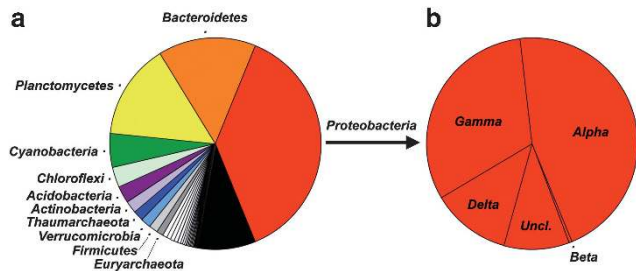 a
b
Bacteroidetes
Planctomycetes
Cyanobacteria
Chloroflexi
Acidobacteria
Actinobacteria
Thaumarchaeota
Verrucomicrobia
Firmicutes
Euryarchaeota
Proteobacteria
Gamma
Alpha
Delta
Uncl.
Beta